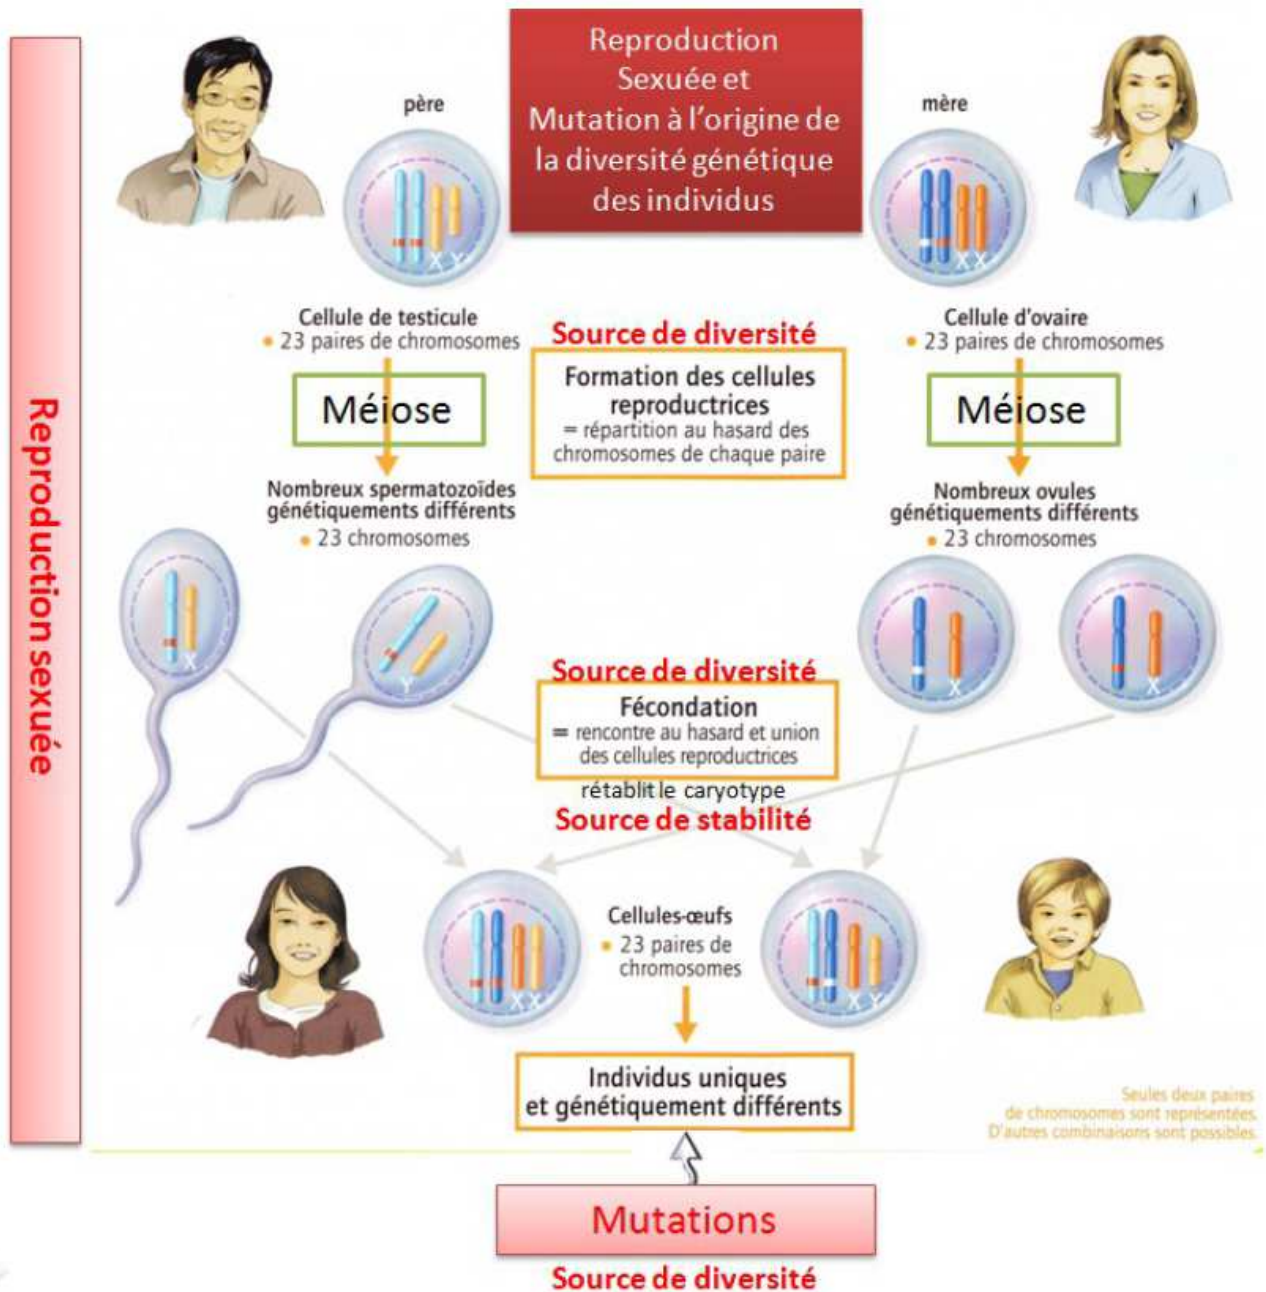 Reproduction
Sexuée et
Mutation à l'origine de
la diversité génétique
des individus
père
mère
X Y
X X
Cellule de testicule
• 23 paires de chromosomes
Source de diversité
Cellule d'ovaire
• 23 paires de chromosomes
Formation des cellules
reproductrices
= répartition au hasard des
chromosomes de chaque paire
Méiose
Méiose
Reproduction sexuée
Nombreux spermatozoïdes
génétiquements différents
• 23 chromosomes
Nombreux ovules
génétiquements différents
• 23 chromosomes
X
Y
X
X
Source de diversité
Fécondation
= rencontre au hasard et union
des cellules reproductrices
rétablit le caryotype
Source de stabilité
Cellules-œufs
• 23 paires de
chromosomes
X X
X Y
Individus uniques
et génétiquement différents
Seules deux paires
de chromosomes sont représentées.
D'autres combinaisons sont possibles.
Mutations
Source de diversité